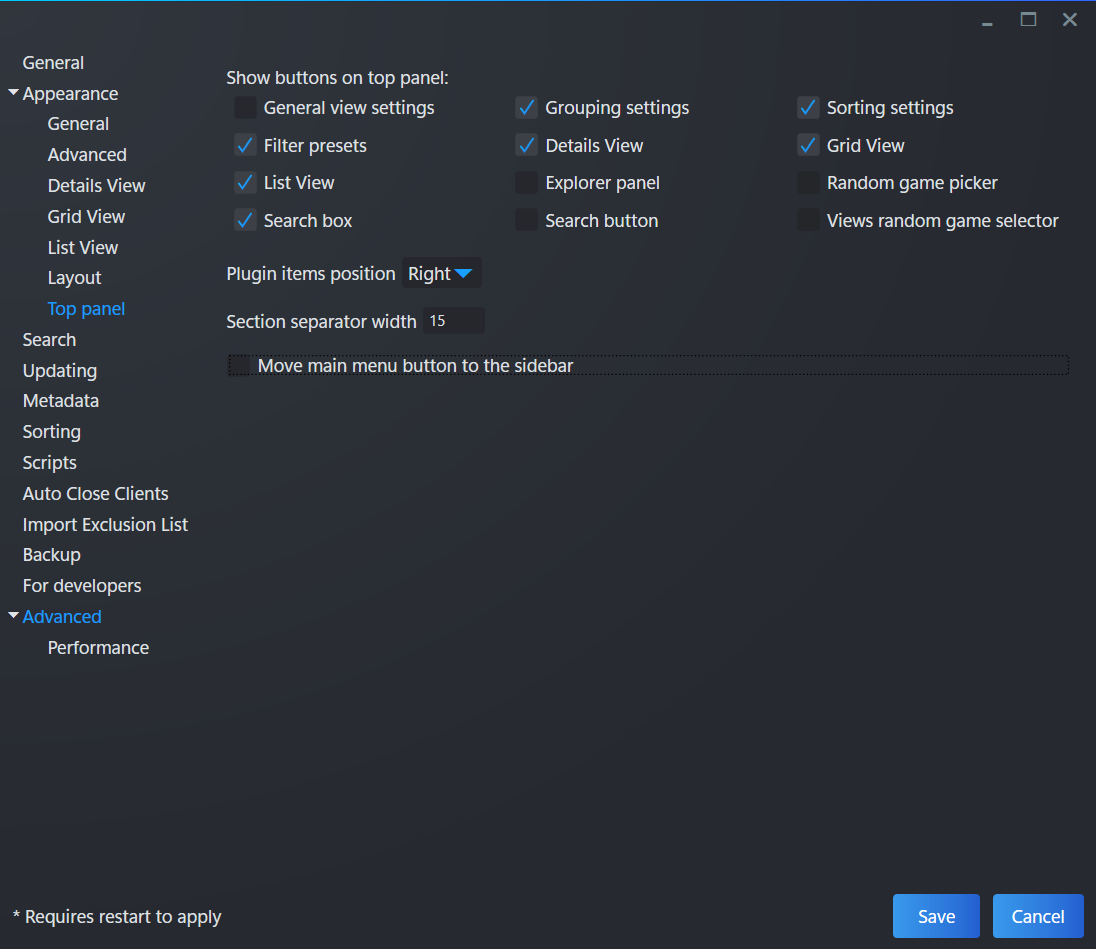 General
Appearance
General
Advanced
Details View
Grid View
List View
Layout
Top panel
Search
Updating
Metadata
Sorting
Scripts
Auto Close Clients
Import Exclusion List
Backup
For developers
Advanced
Performance
Show buttons on top panel:
General view settings Grouping settings Sorting settings
Filter presets Details View Grid View
List View Explorer panel Random game picker
Search box Search button Views random game selector
Plugin items position Right
Section separator width 15
Move main menu button to the sidebar
* Requires restart to apply
Save Cancel